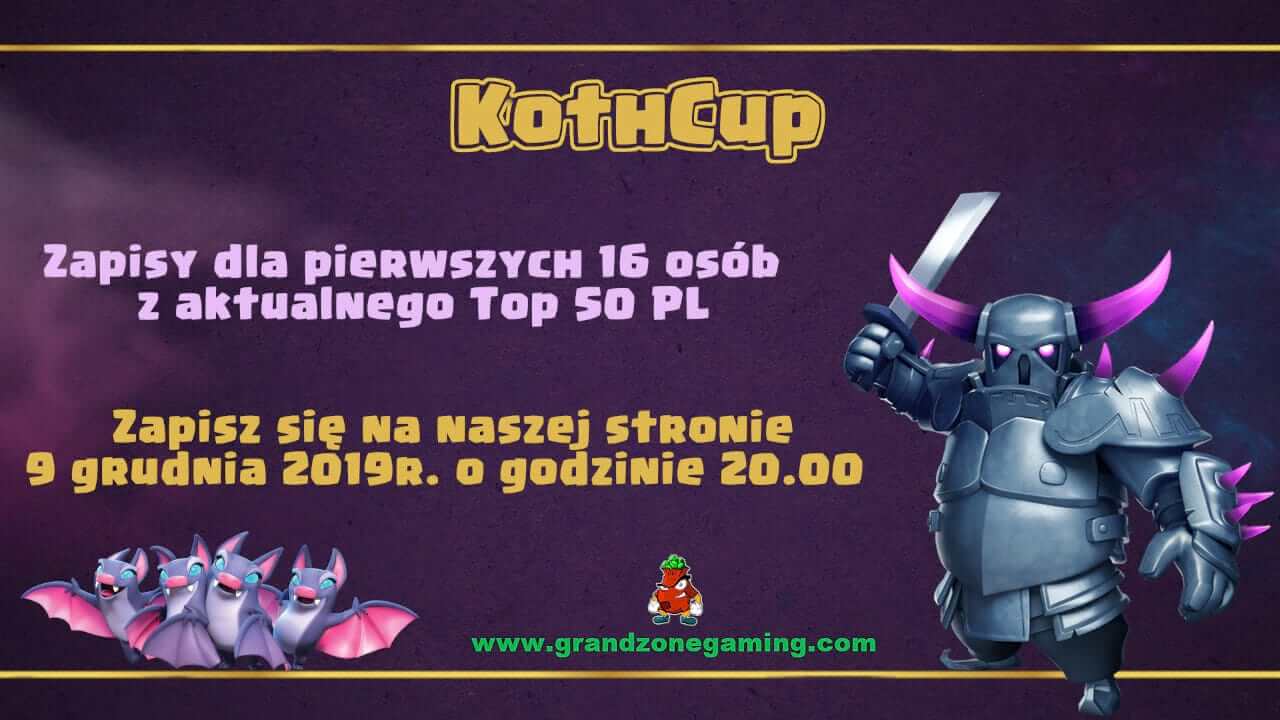 KothCup
Zapisy dla pierwszych 16 osób
z aktualnego Top 50 PL
Zapisz się na naszej stronie
9 grudnia 2019r. o godzinie 20.00
www.grandzonegaming.com